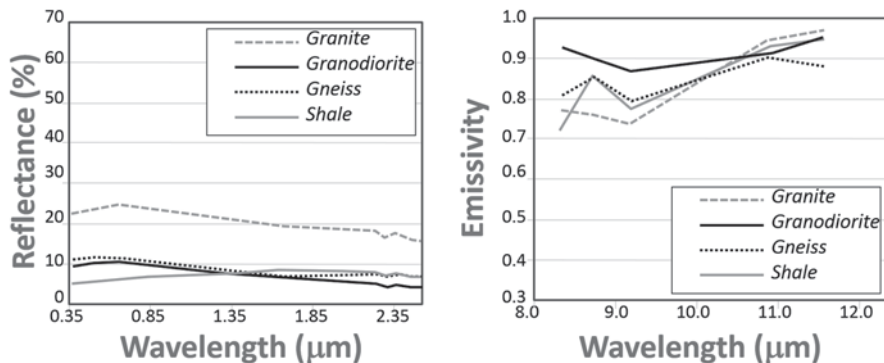 Reflectance (%)
70
60
50
40
30
20
10
0
0.35
0.85
1.35
1.85
2.35
Wavelength (μm)
Granite
Granodiorite
Gneiss
Shale
Emissivity
1.0
0.9
0.8
0.7
0.6
0.5
0.4
0.3
8.0
9.0
10.0
11.0
12.0
Wavelength (μm)
Granite
Granodiorite
Gneiss
Shale